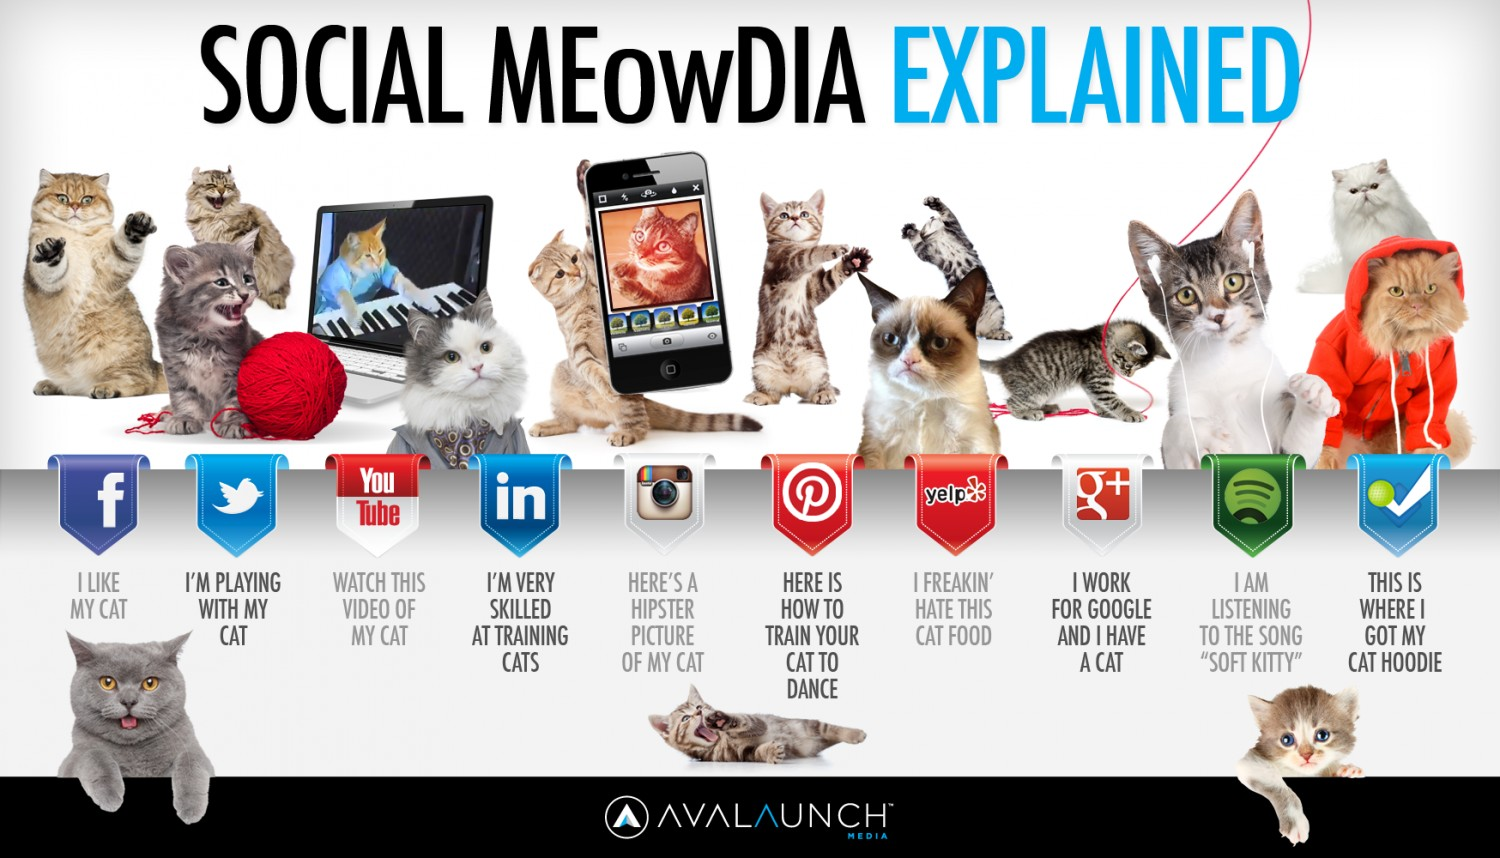 SOCIAL MEowDIA EXPLAINED
f
You
Tube
in
yelp
g+
I LIKE
MY CAT
I'M PLAYING
WITH MY
CAT
WATCH THIS
VIDEO OF
MY CAT
I'M VERY
SKILLED
AT TRAINING
CATS
HERE'S A
HIPSTER
PICTURE
OF MY CAT
HERE IS
HOW TO
TRAIN YOUR
CAT TO
DANCE
I FREAKIN'
HATE THIS
CAT FOOD
I WORK
FOR GOOGLE
AND I HAVE
A CAT
I AM
LISTENING
TO THE SONG
"SOFT KITTY"
THIS IS
WHERE I
GOT MY
CAT HOODIE
AVALAUNCH™
MEDIA